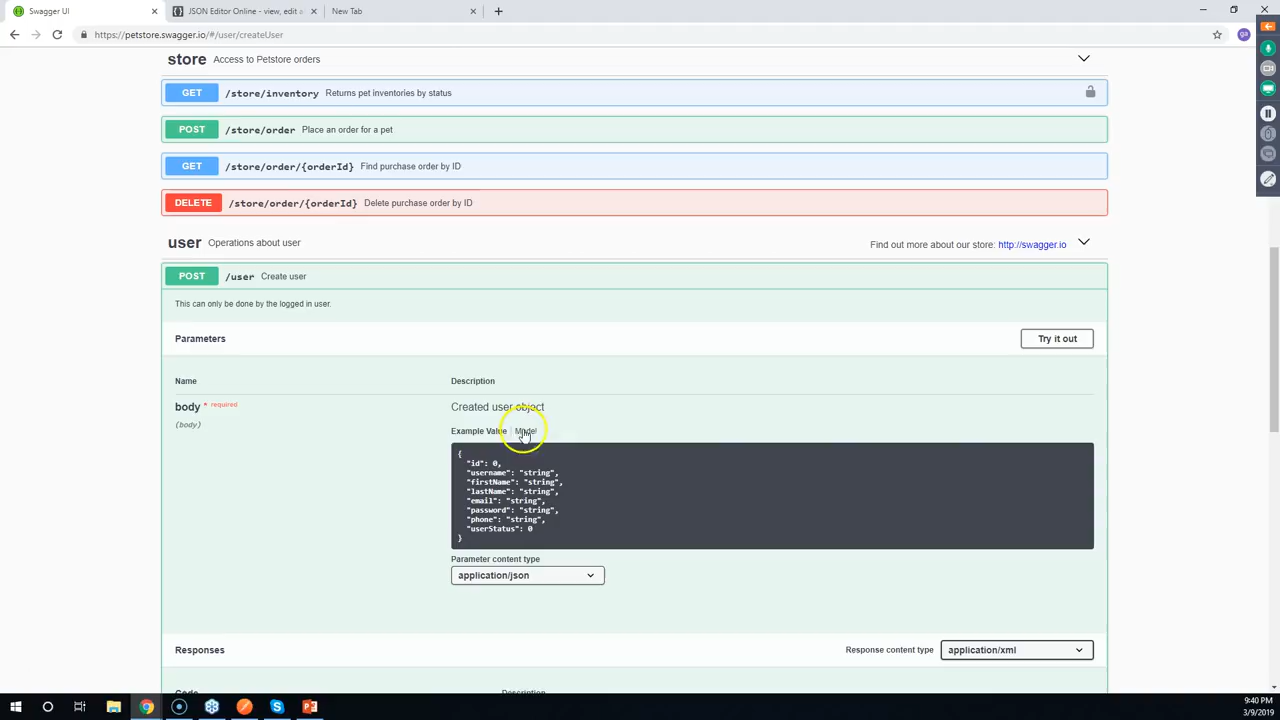 Swagger UI
JSON Editor Online - view, edit a
New Tab
https://petstore.swagger.io/#/user/createUser
ga
store Access to Petstore orders
GET /store/inventory Returns pet inventories by status
POST /store/order Place an order for a pet
GET /store/order/{orderId} Find purchase order by ID
DELETE /store/order/{orderId} Delete purchase order by ID
user Operations about user Find out more about our store: http://swagger.io
POST /user Create user
This can only be done by the logged in user.
Parameters Try it out
Name Description
body * required Created user object
(body) Example Value Model
{
"id": 0,
"username": "string",
"firstName": "string",
"lastName": "string",
"email": "string",
"password": "string",
"phone": "string",
"userStatus": 0
}
Parameter content type
application/json
Responses Response content type application/xml
Code Description
9:40 PM
3/9/2019